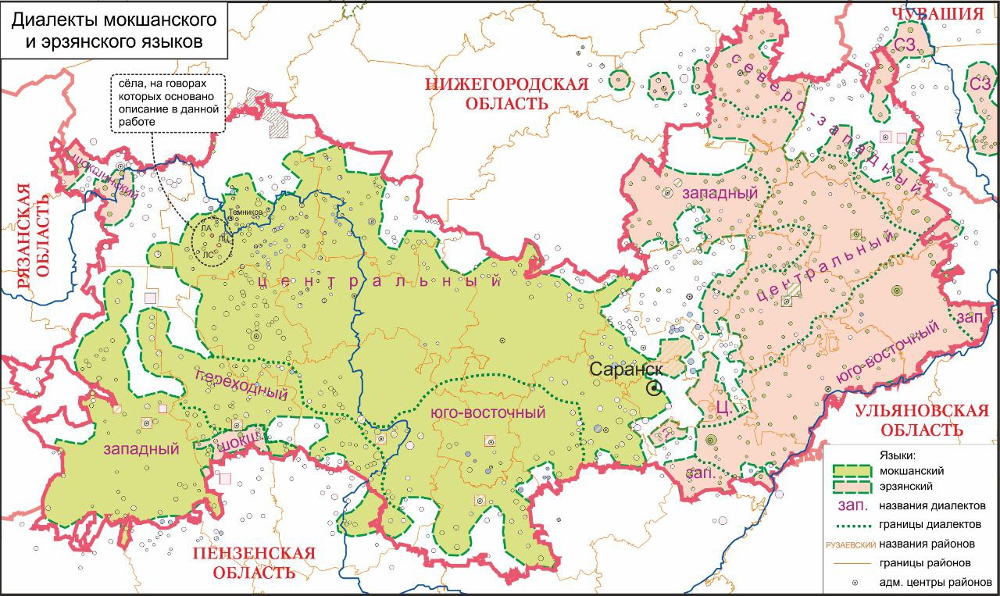 Диалекты мокшанского
и эрзянского языков
сёла, на говорах
которых основано
описание в данной
работе
НИЖЕГОРОДСКАЯ
ОБЛАСТЬ
ЧУВАШИЯ
СЗ.
СЗ
северо-западный
шокшинский
РЯЗАНСКАЯ
ОБЛАСТЬ
западный
Темников
ЛА
ЛЦ
ЛС
центральный
центральный
зап.
переходный
Саранск
юго-восточный
юго-восточный
Ц.
западный
шокш.
зап.
УЛЬЯНОВСКАЯ
ОБЛАСТЬ
ПЕНЗЕНСКАЯ
ОБЛАСТЬ
Языки:
мокшанский
эрзянский
зап. названия диалектов
границы диалектов
РУЗАЕВСКИЙ названия районов
границы районов
адм. центры районов